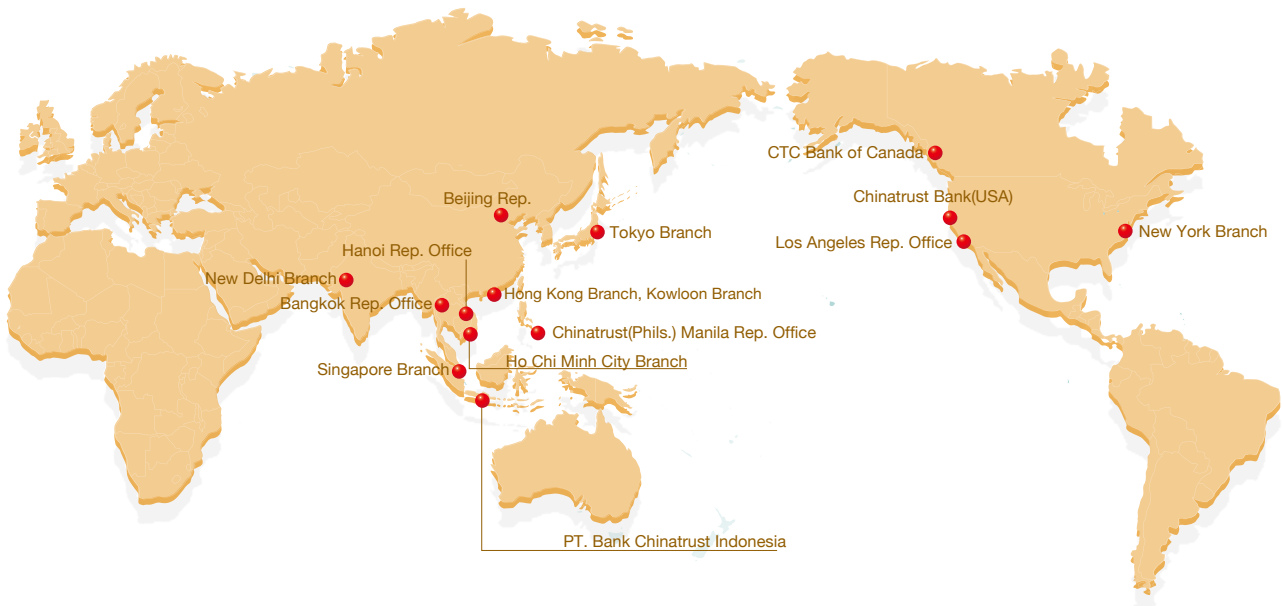 CTC Bank of Canada
Chinatrust Bank(USA)
Beijing Rep.
Tokyo Branch
New York Branch
Los Angeles Rep. Office
Hanoi Rep. Office
New Delhi Branch
Hong Kong Branch, Kowloon Branch
Bangkok Rep. Office
Chinatrust(Phils.) Manila Rep. Office
Ho Chi Minh City Branch
Singapore Branch
PT. Bank Chinatrust Indonesia